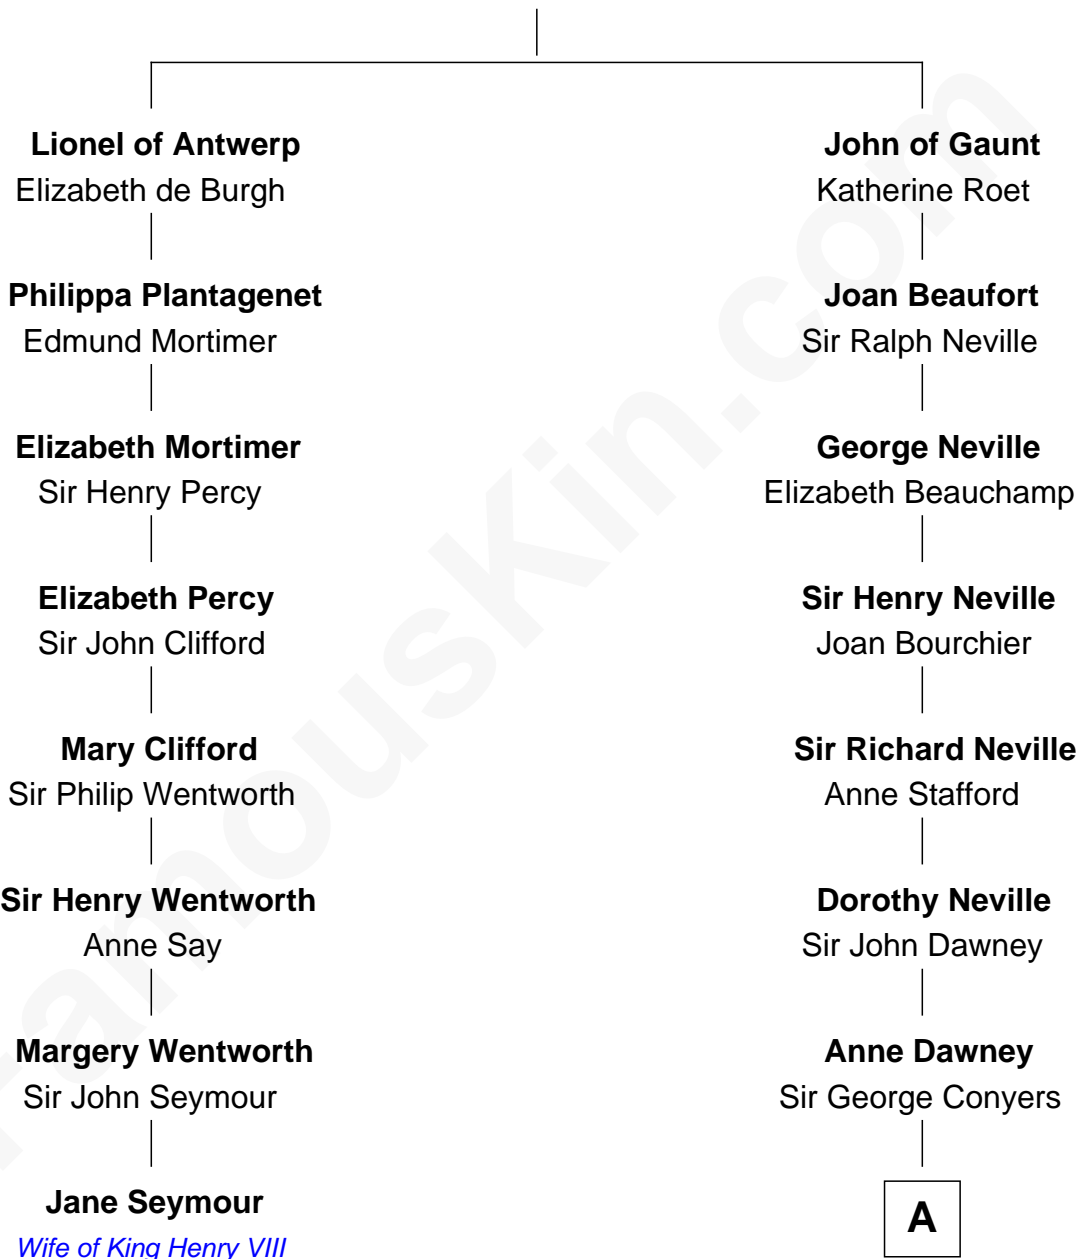 Lionel of Antwerp
Elizabeth de Burgh
Philippa Plantagenet
Edmund Mortimer
Elizabeth Mortimer
Sir Henry Percy
Elizabeth Percy
Sir John Clifford
Mary Clifford
Sir Philip Wentworth
Sir Henry Wentworth
Anne Say
Margery Wentworth
Sir John Seymour
Jane Seymour
Wife of King Henry VIII
John of Gaunt
Katherine Roet
Joan Beaufort
Sir Ralph Neville
George Neville
Elizabeth Beauchamp
Sir Henry Neville
Joan Bourchier
Sir Richard Neville
Anne Stafford
Dorothy Neville
Sir John Dawney
Anne Dawney
Sir George Conyers
A
FamousKin.com